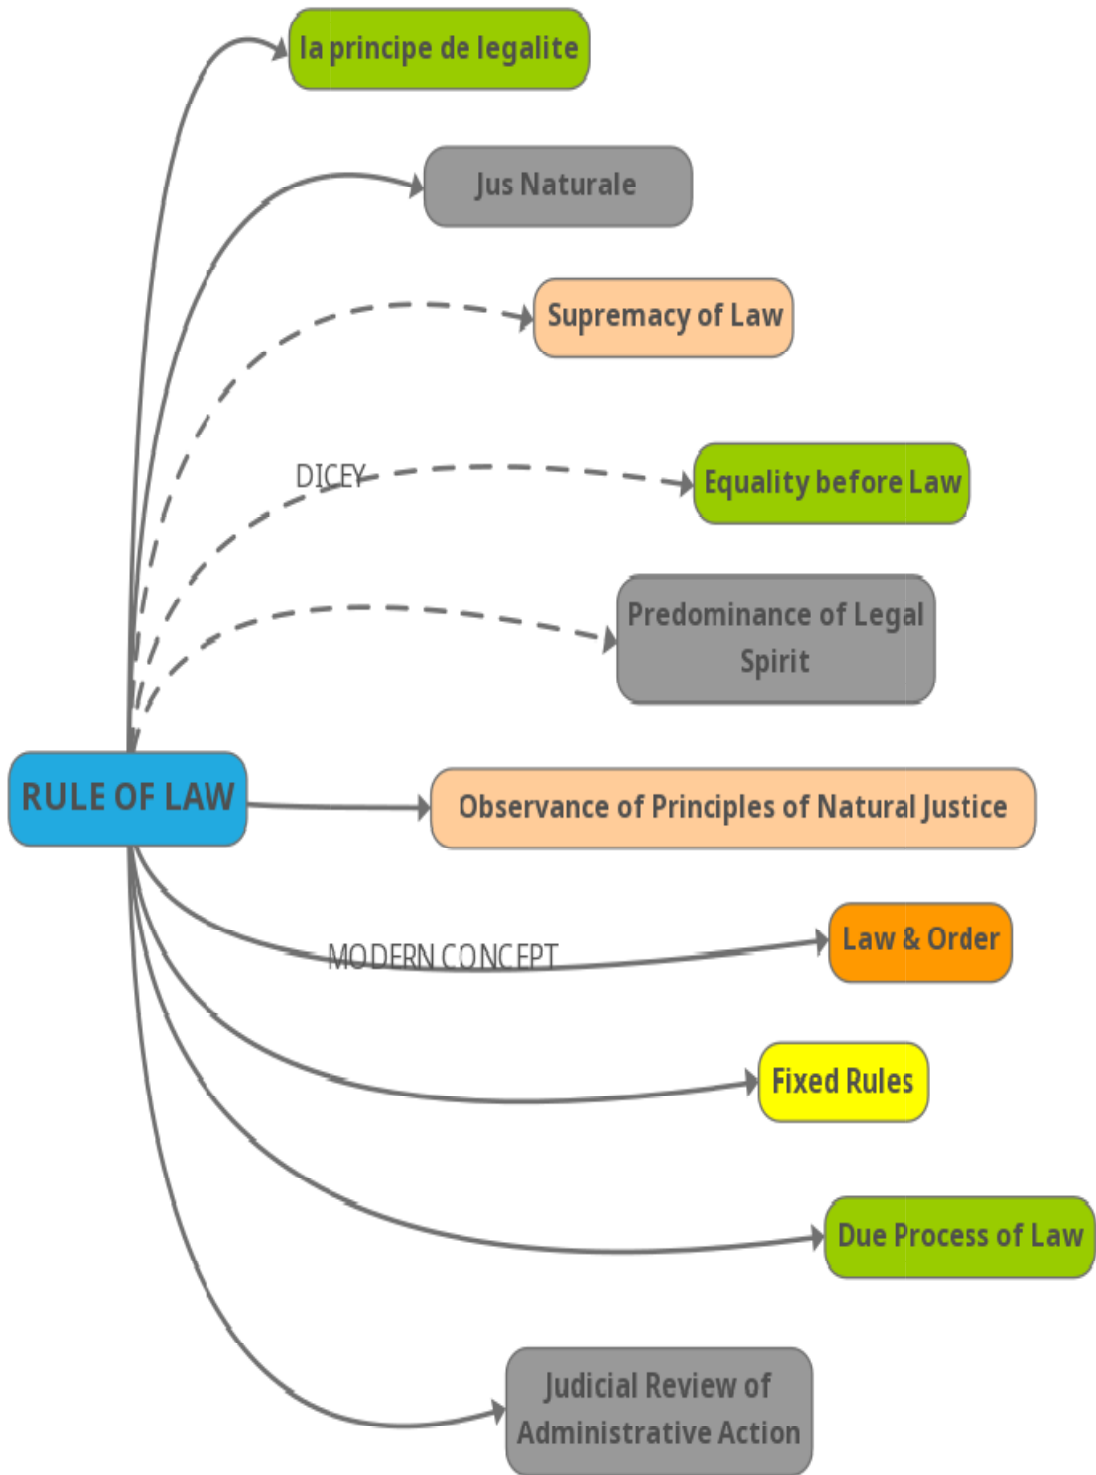 la principe de legalite
Jus Naturale
Supremacy of Law
DICEY
Equality before Law
Predominance of Legal
Spirit
RULE OF LAW
Observance of Principles of Natural Justice
Law & Order
MODERN CONCEPT
Fixed Rules
Due Process of Law
Judicial Review of
Administrative Action